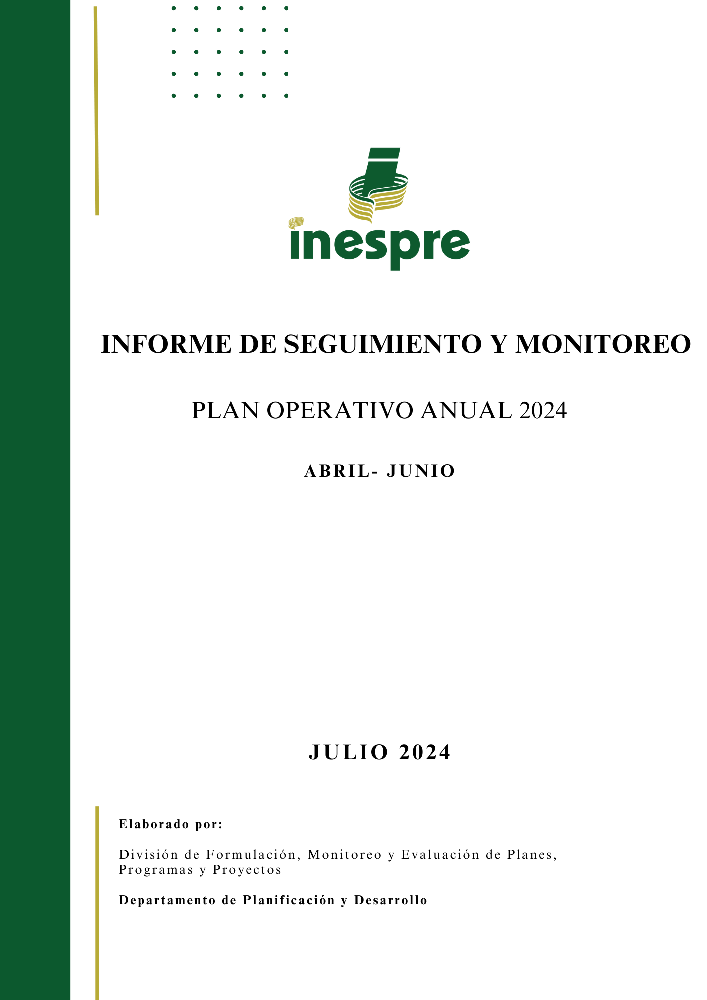 inespre
INFORME DE SEGUIMIENTO Y MONITOREO
PLAN OPERATIVO ANUAL 2024
ABRIL- JUNIO
JULIO 2024
Elaborado por:
División de Formulación, Monitoreo y Evaluación de Planes,
Programas y Proyectos
Departamento de Planificación y Desarrollo